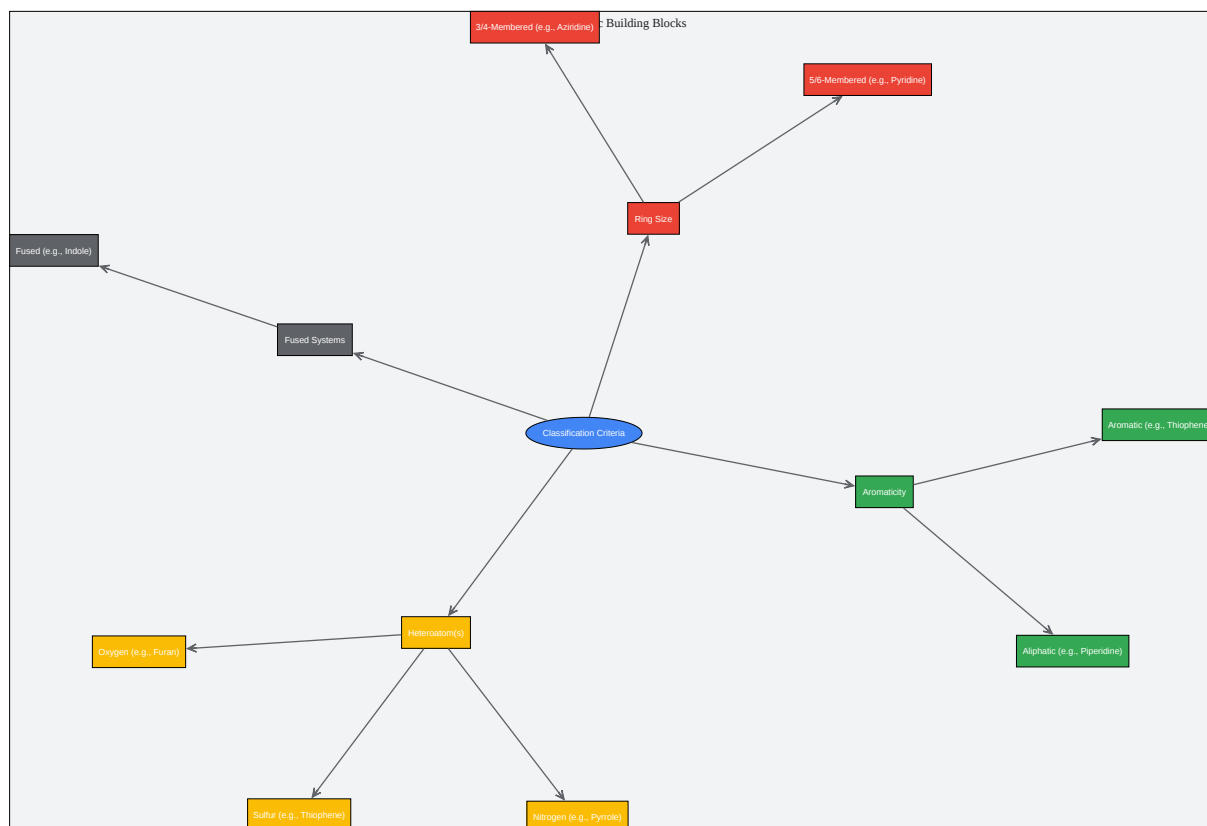 3/4-Membered (e.g., Aziridine)
Building Blocks
5/6-Membered (e.g., Pyridine)
Ring Size
Fused (e.g., Indole)
Fused Systems
Classification Criteria
Aromatic (e.g., Thiophene
Aromaticity
Heteroatom(s)
Oxygen (e.g., Furan)
Aliphatic (e.g., Piperidine)
Sulfur (e.g., Thiophene)
Nitrogen (e.g., Pyrrole)